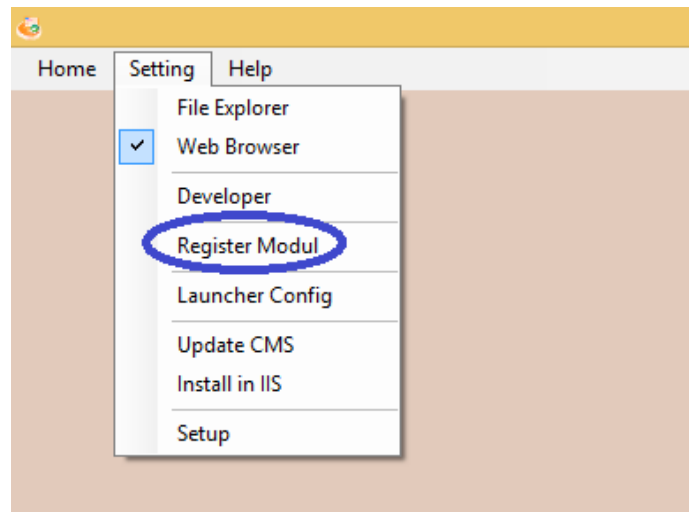 Home Setting Help
File Explorer
Web Browser
Developer
Register Modul
Launcher Config
Update CMS
Install in IIS
Setup